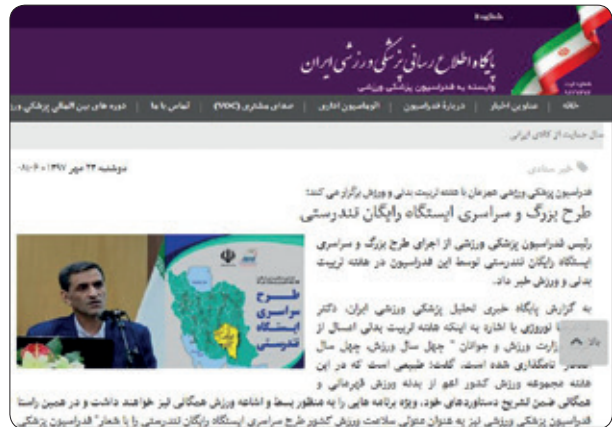 پایگاه اطلاع رسانی پزشکی ورزشی ایران
وابسته به فدراسیون پزشکی ورزشی
خانه | عناوین اخبار | درباره فدراسیون | اتوماسیون اداری | صدای مشتری (VOC) | تماس با ما | دوره های بین المللی پزشکی
سال حمایت از کالای ایرانی
خبر ستادی
دوشنبه ۲۳ مهر ۱۳۹۷
فدراسیون پزشکی ورزشی همزمان با هفته تربیت بدنی و ورزش برگزار می کند؛
طرح بزرگ و سراسری ایستگاه رایگان تندرستی
طرح
سراسری
ایستگاه
تندرستی
رئیس فدراسیون پزشکی ورزشی از اجرای طرح بزرگ و سراسری
ایستگاه رایگان تندرستی توسط این فدراسیون در هفته تربیت
بدنی و ورزش خبر داد.
به گزارش پایگاه خبری تحلیل پزشکی ورزشی ایران، دکتر
نوروزی با اشاره به اینکه هفته تربیت بدنی امسال از
ورزش و جوانان " چهل سال ورزش، چهل سال
نامگذاری شده است، گفت: طبیعی است که در این
بالا
هفته مجموعه ورزش کشور اعم از بدنه ورزش قهرمانی و
همگانی ضمن تشریح دستاوردهای خود، ویژه برنامه هایی را به منظور بسط و اشاعه ورزش همگانی نیز خواهند داشت و در همین راستا
فدراسیون پزشکی ورزشی نیز به عنوان متولی سلامت ورزش کشور طرح سراسری ایستگاه رایگان تندرستی را با شعار" فدراسیون پزشکی